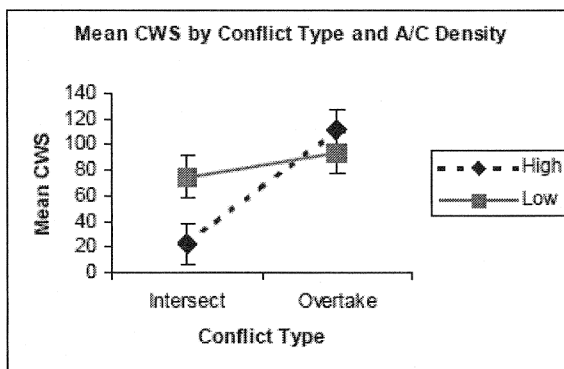 Mean CWS by Conflict Type and A/C Density
Mean CWS
140
120
100
80
60
40
20
0
Intersect Overtake
Conflict Type
High
Low